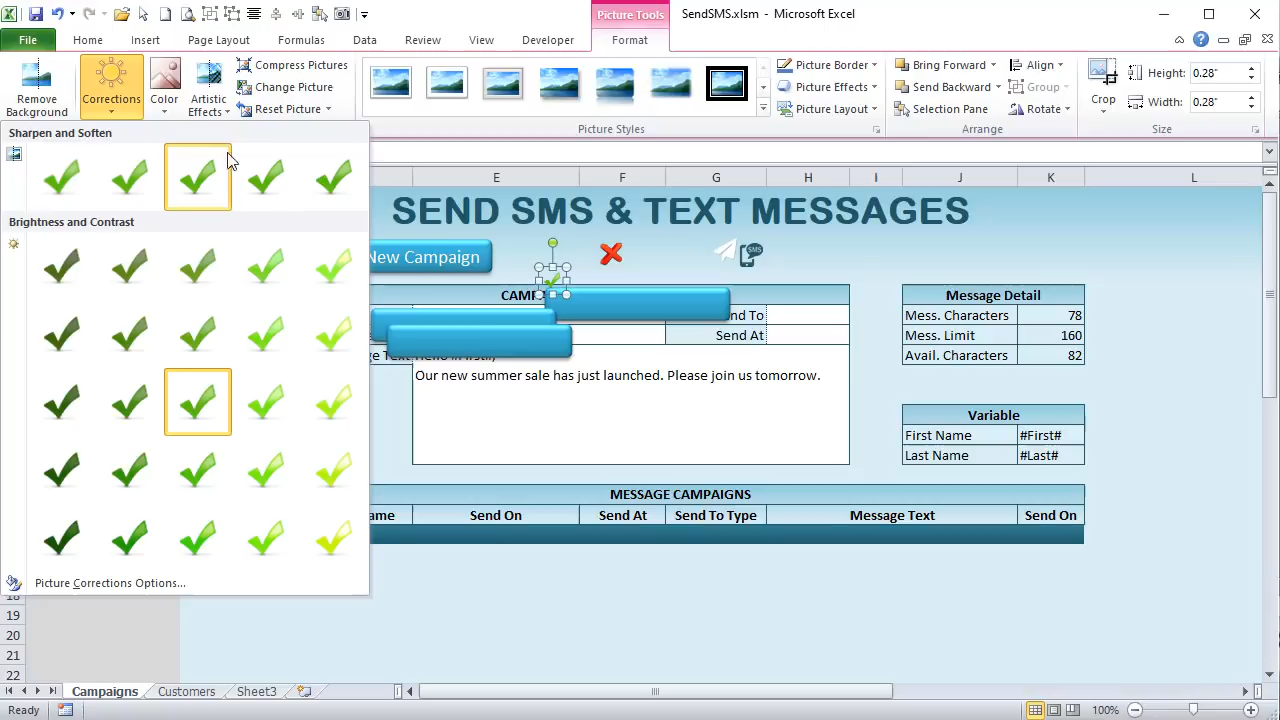 Picture Tools
SendSMS.xlsm - Microsoft Excel
File Home Insert Page Layout Formulas Data Review View Developer Format
Remove Background
Corrections
Color
Artistic Effects
Compress Pictures
Change Picture
Reset Picture
Picture Styles
Picture Border
Picture Effects
Picture Layout
Bring Forward
Send Backward
Selection Pane
Align
Group
Rotate
Arrange
Crop
Height: 0.28"
Width: 0.28"
Size
Sharpen and Soften
Brightness and Contrast
Picture Corrections Options...
E F G H I J K L
SEND SMS & TEXT MESSAGES
New Campaign
SMS
Send At
Our new summer sale has just launched. Please join us tomorrow.
Message Detail
Mess. Characters 78
Mess. Limit 160
Avail. Characters 82
Variable
First Name #First#
Last Name #Last#
MESSAGE CAMPAIGNS
Send On Send At Send To Type Message Text Send On
18
19
20
21
22
Campaigns Customers Sheet3
Ready
100%